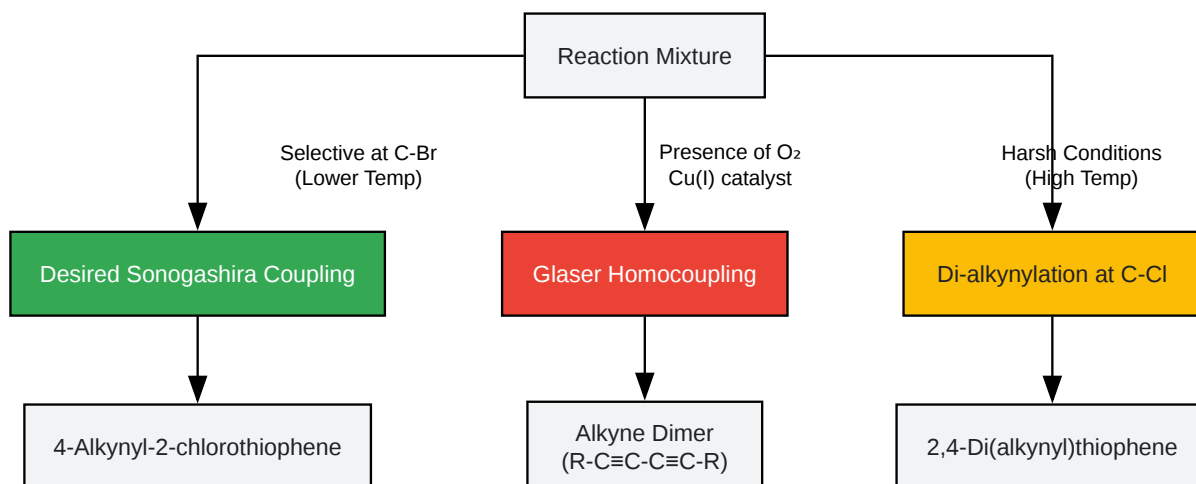 Reaction Mixture
Selective at C-Br
(Lower Temp)
Presence of O₂
Cu(I) catalyst
Harsh Conditions
(High Temp)
Desired Sonogashira Coupling
Glaser Homocoupling
Di-alkynylation at C-Cl
4-Alkynyl-2-chlorothiophene
Alkyne Dimer
(R-C≡C-C≡C-R)
2,4-Di(alkynyl)thiophene